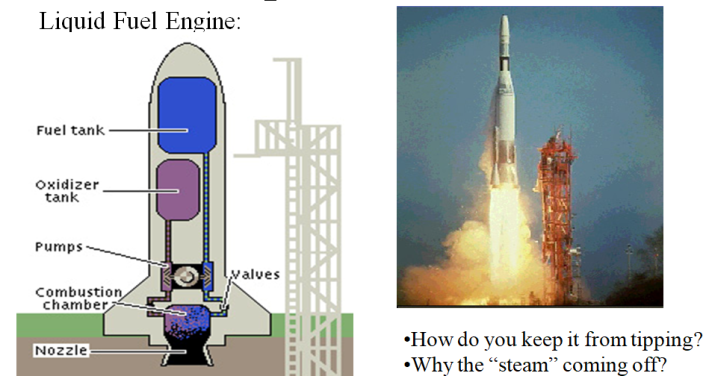 Liquid Fuel Engine:
Fuel tank
Oxidizer
tank
Pumps
Valves
Combustion
chamber
Nozzle
•How do you keep it from tipping?
•Why the “steam” coming off?